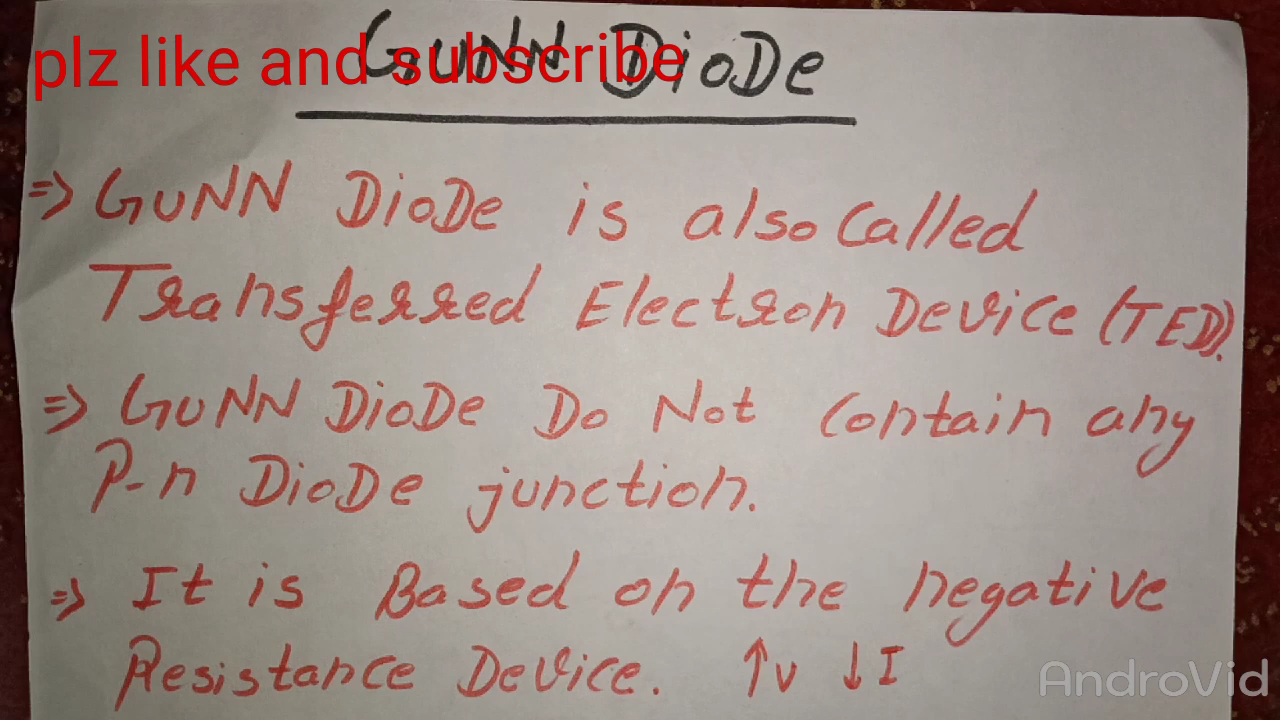 plz like and subscribe
GUNN DioDe
⇒ GUNN DioDe is also Called
Transferred Electron Device (TED).
⇒ GUNN DioDe Do Not Contain any
P-n DioDe junction.
⇒ It is Based on the negative
Resistance Device. ↑v ↓I
AndroVid